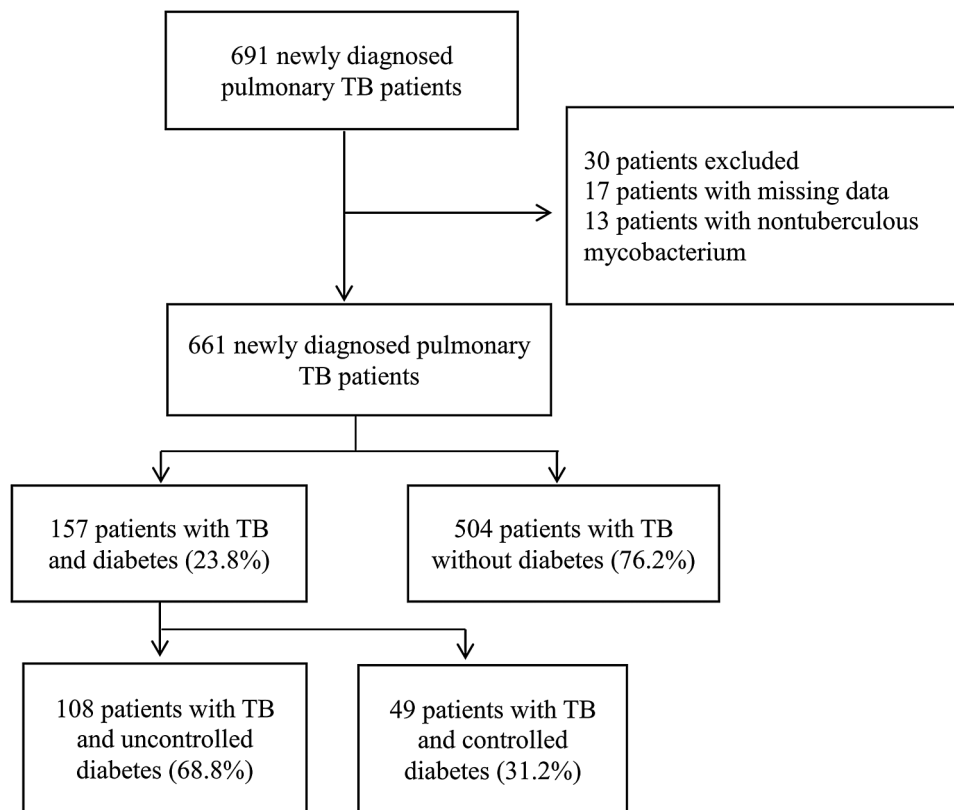 691 newly diagnosed
pulmonary TB patients
30 patients excluded
17 patients with missing data
13 patients with nontuberculous
mycobacterium
661 newly diagnosed pulmonary
TB patients
157 patients with TB
and diabetes (23.8%)
504 patients with TB
without diabetes (76.2%)
108 patients with TB
and uncontrolled
diabetes (68.8%)
49 patients with TB
and controlled
diabetes (31.2%)